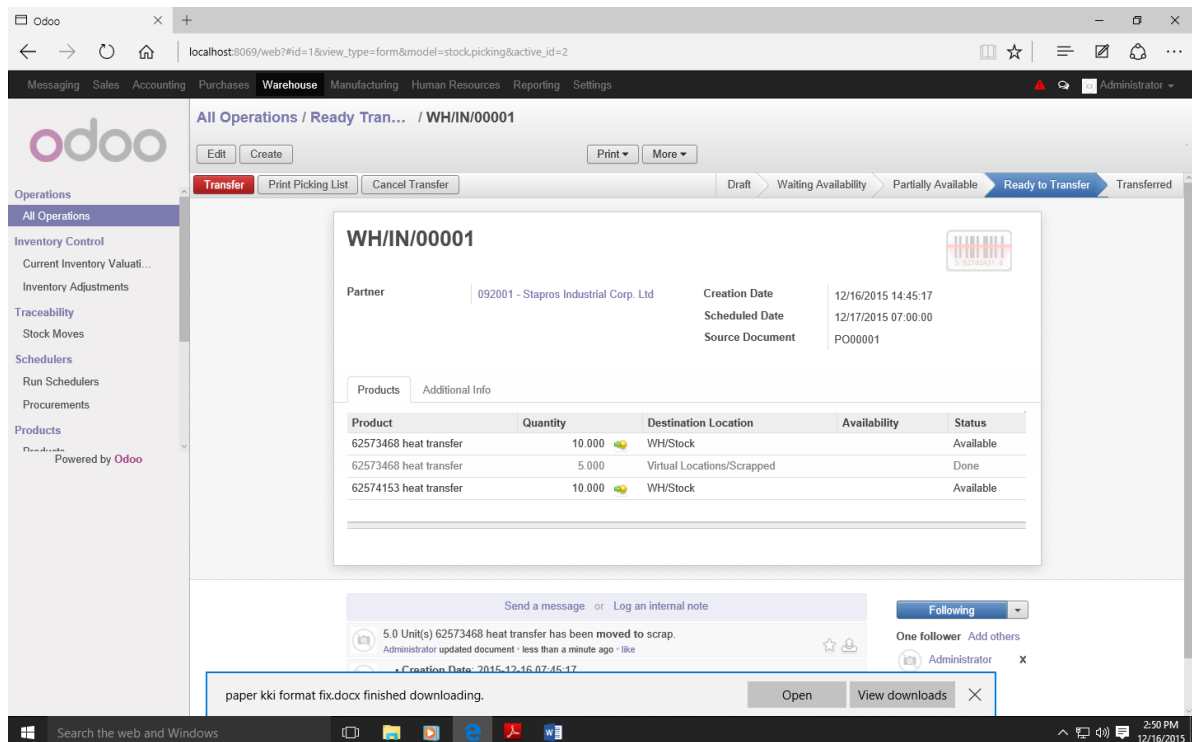 Odoo
localhost:8069/web?#id=1&view_type=form&model=stock.picking&active_id=2
Messaging Sales Accounting Purchases Warehouse Manufacturing Human Resources Reporting Settings Administrator
odoo
All Operations / Ready Tran... / WH/IN/00001
Edit Create Print More
Transfer Print Picking List Cancel Transfer Draft Waiting Availability Partially Available Ready to Transfer Transferred
Operations
All Operations
Inventory Control
Current Inventory Valuati...
Inventory Adjustments
Traceability
Stock Moves
Schedulers
Run Schedulers
Procurements
Products
Products
Powered by Odoo
WH/IN/00001
Partner 092001 - Stapros Industrial Corp. Ltd
Creation Date 12/16/2015 14:45:17
Scheduled Date 12/17/2015 07:00:00
Source Document PO00001
Products Additional Info
Product Quantity Destination Location Availability Status
62573468 heat transfer 10.000 WH/Stock Available
62573468 heat transfer 5.000 Virtual Locations/Scrapped Done
62574153 heat transfer 10.000 WH/Stock Available
Send a message or Log an internal note
5.0 Unit(s) 62573468 heat transfer has been moved to scrap.
Administrator updated document • less than a minute ago • like
• Creation Date: 2015-12-16 07:45:17
Following
One follower Add others
Administrator x
paper kki format fix.docx finished downloading. Open View downloads
Search the web and Windows
2:50 PM
12/16/2015